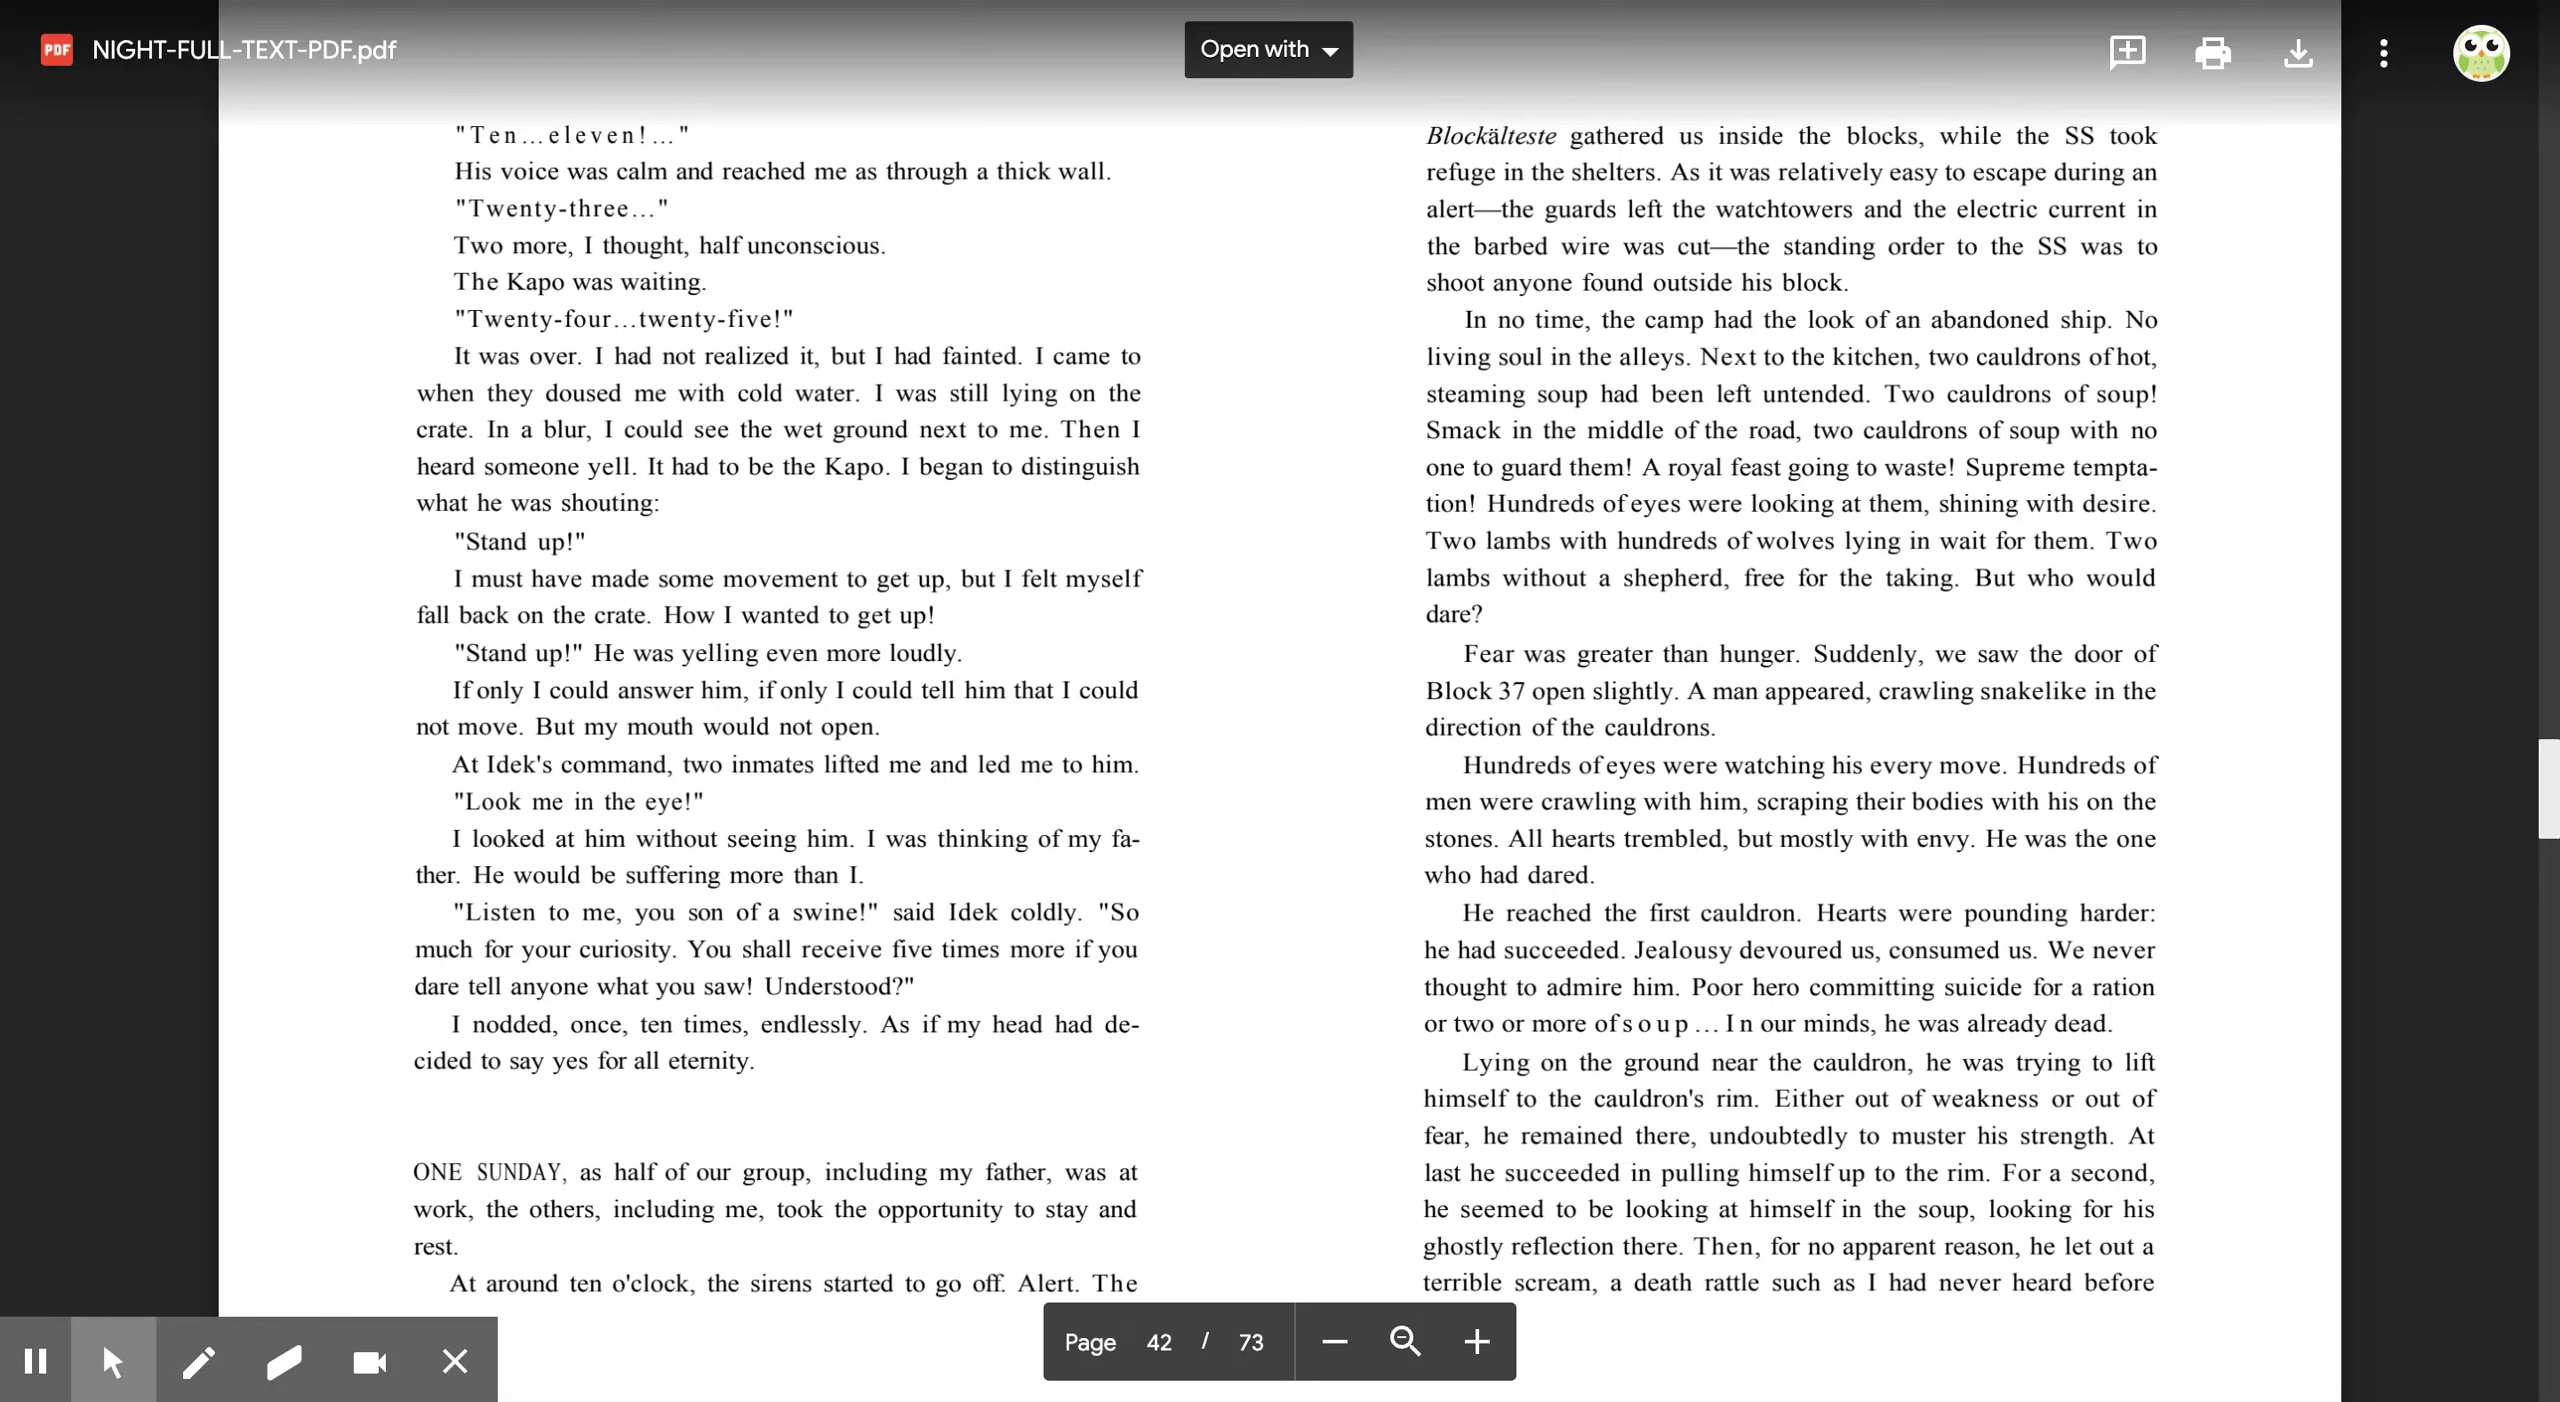 PDF NIGHT-FULL-TEXT-PDF.pdf
Open with
"Ten...eleven!..."
His voice was calm and reached me as through a thick wall.
"Twenty-three..."
Two more, I thought, half unconscious.
The Kapo was waiting.
"Twenty-four...twenty-five!"
It was over. I had not realized it, but I had fainted. I came to
when they doused me with cold water. I was still lying on the
crate. In a blur, I could see the wet ground next to me. Then I
heard someone yell. It had to be the Kapo. I began to distinguish
what he was shouting:
"Stand up!"
I must have made some movement to get up, but I felt myself
fall back on the crate. How I wanted to get up!
"Stand up!" He was yelling even more loudly.
If only I could answer him, if only I could tell him that I could
not move. But my mouth would not open.
At Idek's command, two inmates lifted me and led me to him.
"Look me in the eye!"
I looked at him without seeing him. I was thinking of my fa-
ther. He would be suffering more than I.
"Listen to me, you son of a swine!" said Idek coldly. "So
much for your curiosity. You shall receive five times more if you
dare tell anyone what you saw! Understood?"
I nodded, once, ten times, endlessly. As if my head had de-
cided to say yes for all eternity.
ONE SUNDAY, as half of our group, including my father, was at
work, the others, including me, took the opportunity to stay and
rest.
At around ten o'clock, the sirens started to go off. Alert. The
Blockälteste gathered us inside the blocks, while the SS took
refuge in the shelters. As it was relatively easy to escape during an
alert—the guards left the watchtowers and the electric current in
the barbed wire was cut—the standing order to the SS was to
shoot anyone found outside his block.
In no time, the camp had the look of an abandoned ship. No
living soul in the alleys. Next to the kitchen, two cauldrons of hot,
steaming soup had been left untended. Two cauldrons of soup!
Smack in the middle of the road, two cauldrons of soup with no
one to guard them! A royal feast going to waste! Supreme tempta-
tion! Hundreds of eyes were looking at them, shining with desire.
Two lambs with hundreds of wolves lying in wait for them. Two
lambs without a shepherd, free for the taking. But who would
dare?
Fear was greater than hunger. Suddenly, we saw the door of
Block 37 open slightly. A man appeared, crawling snakelike in the
direction of the cauldrons.
Hundreds of eyes were watching his every move. Hundreds of
men were crawling with him, scraping their bodies with his on the
stones. All hearts trembled, but mostly with envy. He was the one
who had dared.
He reached the first cauldron. Hearts were pounding harder:
he had succeeded. Jealousy devoured us, consumed us. We never
thought to admire him. Poor hero committing suicide for a ration
or two or more of soup... In our minds, he was already dead.
Lying on the ground near the cauldron, he was trying to lift
himself to the cauldron's rim. Either out of weakness or out of
fear, he remained there, undoubtedly to muster his strength. At
last he succeeded in pulling himself up to the rim. For a second,
he seemed to be looking at himself in the soup, looking for his
ghostly reflection there. Then, for no apparent reason, he let out a
terrible scream, a death rattle such as I had never heard before
Page 42 / 73